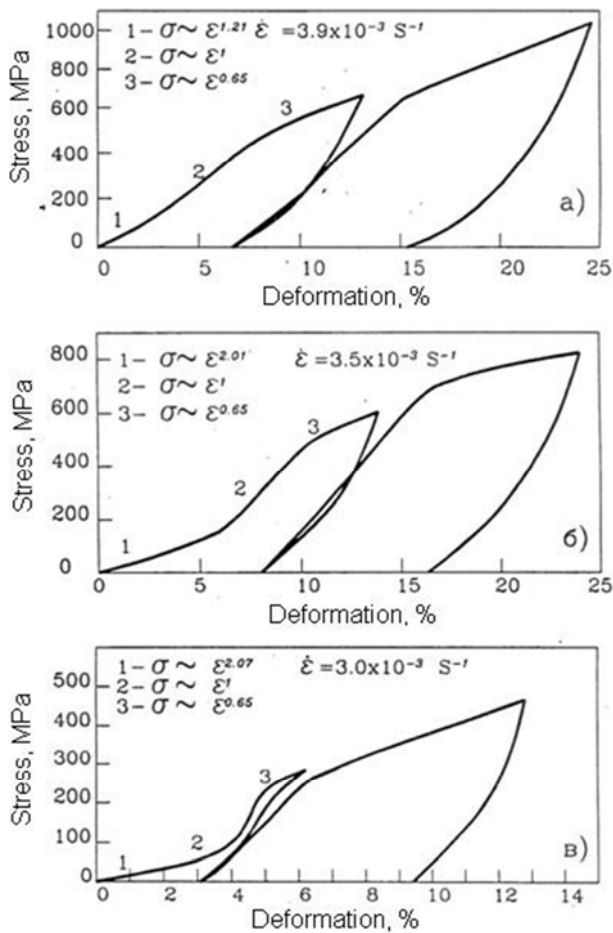 1- σ~ ε^1.21 ε̇ =3.9x10^-3 S^-1
2- σ~ ε^1
3- σ~ ε^0.65
Stress, MPa
1000
800
600
400
200
0
1
2
3
a)
0
5
10
15
20
25
Deformation, %
1- σ~ ε^2.01 ε̇ =3.5x10^-3 S^-1
2- σ~ ε^1
3- σ~ ε^0.65
Stress, MPa
800
600
400
200
0
1
2
3
б)
0
5
10
15
20
25
Deformation, %
1-σ ~ ε^2.07 ε̇ =3.0x10^-3 S^-1
2-σ ~ ε^1
3-σ ~ ε^0.65
Stress, MPa
500
400
300
200
100
0
1
2
3
в)
0
2
4
6
8
10
12
14
Deformation, %